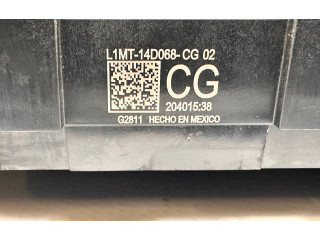 L1MT-14D068-CG 02
CG
204015:38
G2811 HECHO EN MEXICO